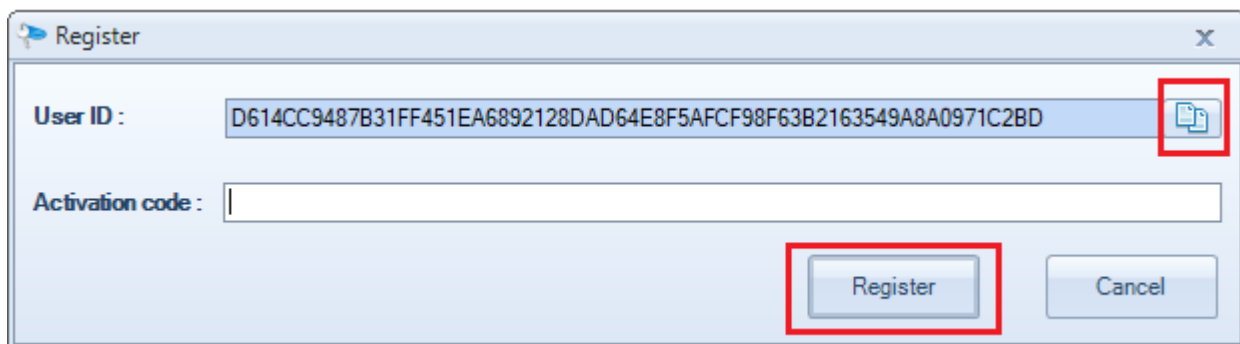 Register
User ID :
D614CC9487B31FF451EA6892128DAD64E8F5AFCF98F63B2163549A8A0971C2BD
Activation code :
Register
Cancel